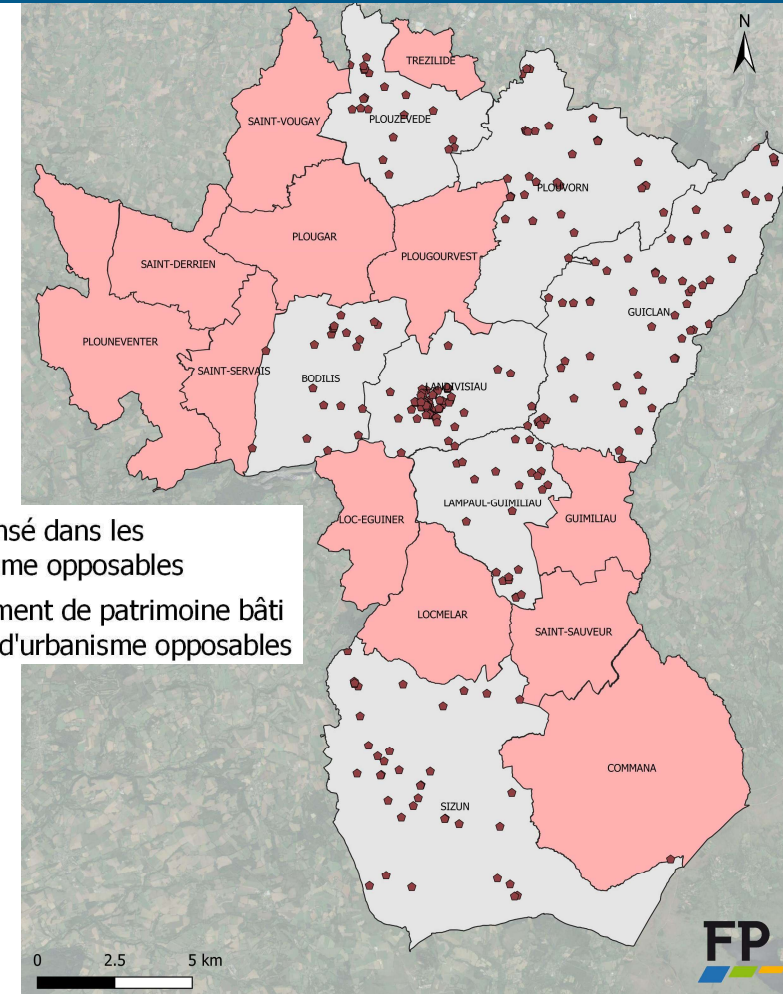 N
TREZILIDE
SAINT-VOUGAY
PLOUZEVEDE
PLOUVORN
PLOUGAR
PLOUGOURVEST
SAINT-DERRIEN
GUICLAN
PLOUNEVENTER
SAINT-SERVAIS
BODILIS
LANDIVISIAU
LAMPAUL-GUIMILIAU
LOC-EGUINER
GUIMILIAU
nsé dans les
me opposables
ment de patrimoine bâti
d'urbanisme opposables
LOCMELAR
SAINT-SAUVEUR
COMMANA
SIZUN
0 2.5 5 km
FP